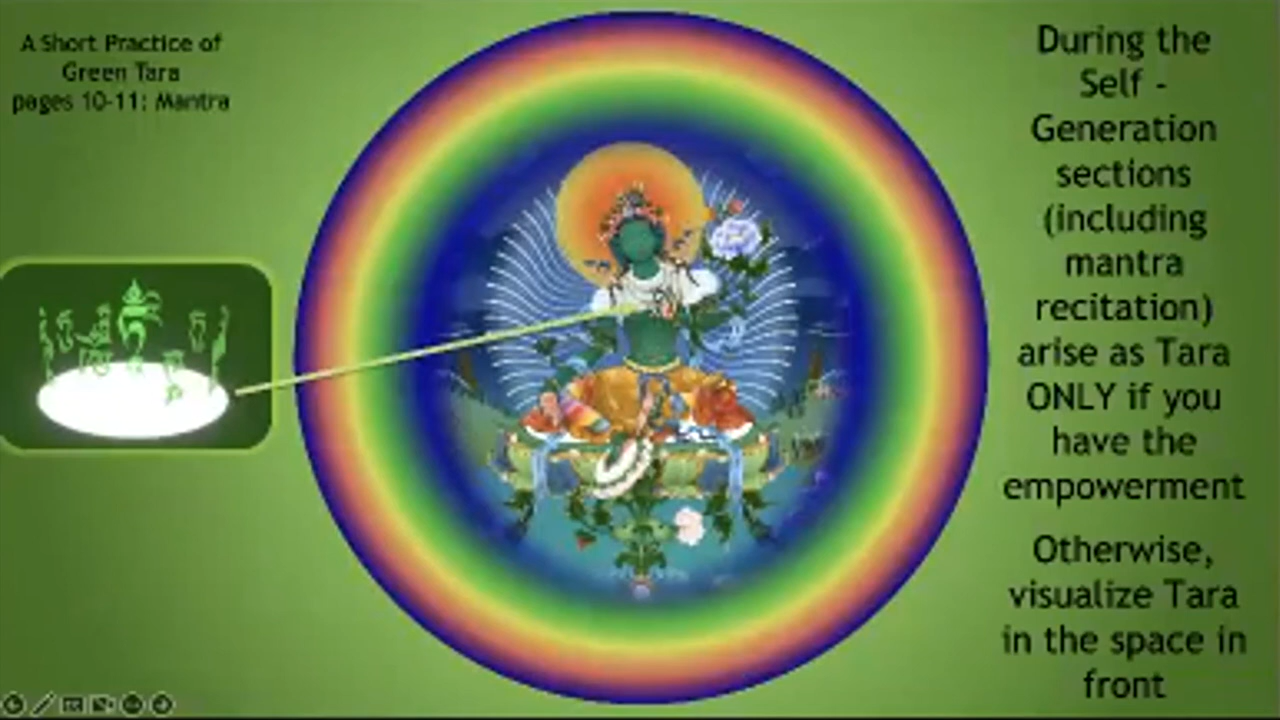 A Short Practice of
Green Tara
pages 10-11: Mantra
During the
Self -
Generation
sections
(including
mantra
recitation)
arise as Tara
ONLY if you
have the
empowerment
Otherwise,
visualize Tara
in the space in
front